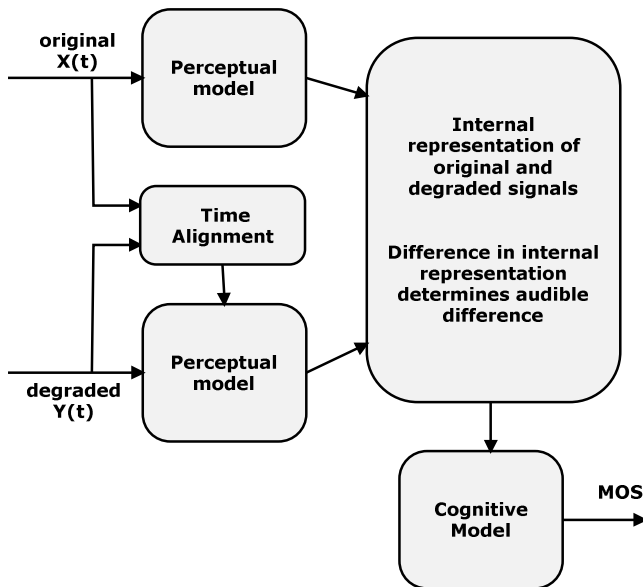 original
X(t)
Perceptual
model
Internal
representation of
original and
degraded signals
Time
Alignment
Difference in internal
representation
determines audible
difference
Perceptual
model
degraded
Y(t)
Cognitive
Model
MOS